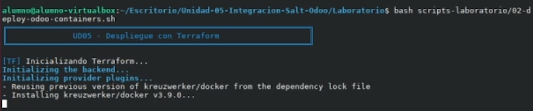 alumno@alumno-virtualbox:~/Escritorio/Unidad-05-Integracion-Salt-Odoo/Laboratorio$ bash scripts-laboratorio/02-d
eploy-odoo-containers.sh
UD05 - Despliegue con Terraform
[TF] Inicializando Terraform...
Initializing the backend...
Initializing provider plugins...
- Reusing previous version of kreuzwerker/docker from the dependency lock file
- Installing kreuzwerker/docker v3.9.0...